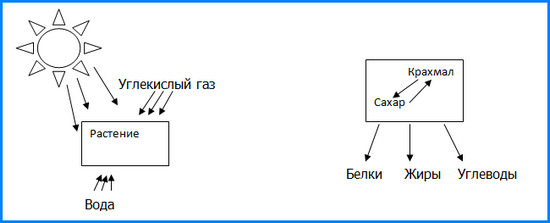 Углекислый газ
Растение
Вода
Крахмал
Сахар
Белки Жиры Углеводы